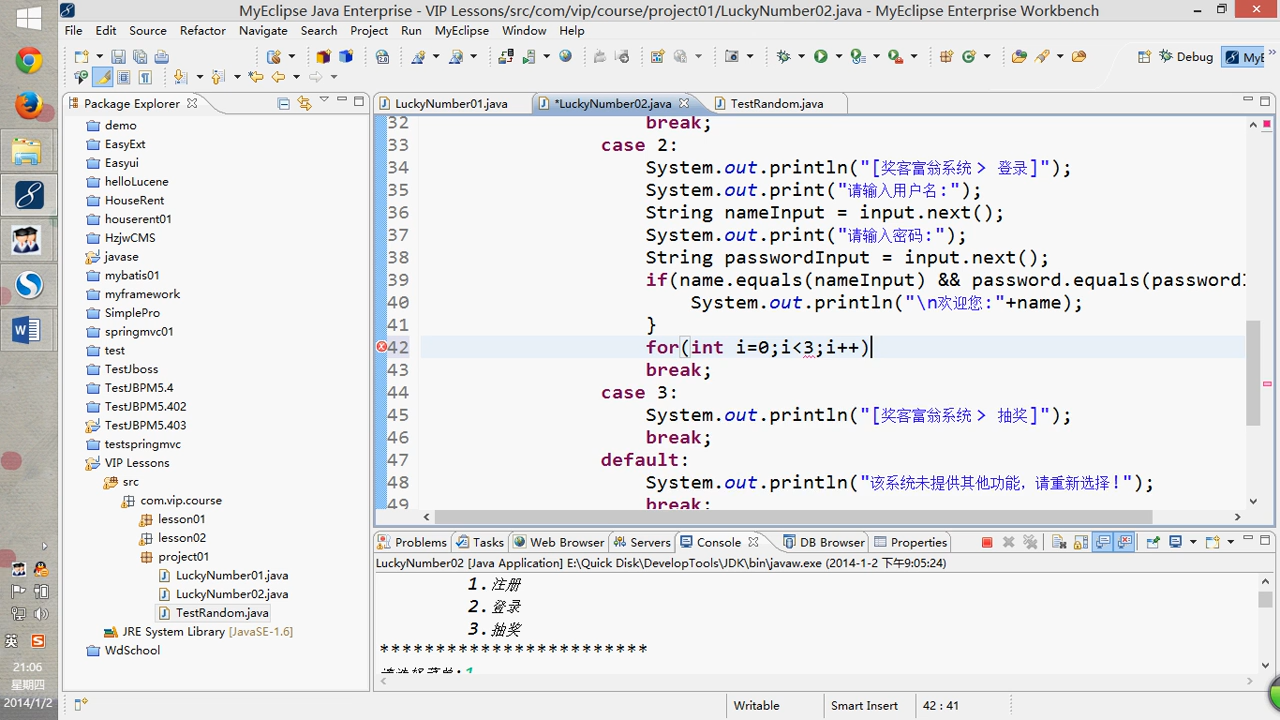 MyEclipse Java Enterprise - VIP Lessons/src/com/vip/course/project01/LuckyNumber02.java - MyEclipse Enterprise Workbench
File Edit Source Refactor Navigate Search Project Run MyEclipse Window Help
Debug MyE
Package Explorer
LuckyNumber01.java *LuckyNumber02.java TestRandom.java
demo
EasyExt
Easyui
helloLucene
HouseRent
houserent01
HzjwCMS
javase
mybatis01
myframework
SimplePro
springmvc01
test
TestJboss
TestJBPM5.4
TestJBPM5.402
TestJBPM5.403
testspringmvc
VIP Lessons
src
com.vip.course
lesson01
lesson02
project01
LuckyNumber01.java
LuckyNumber02.java
TestRandom.java
JRE System Library [JavaSE-1.6]
WdSchool
32 break;
33 case 2:
34 System.out.println("[奖客富翁系统 > 登录]");
35 System.out.print("请输入用户名:");
36 String nameInput = input.next();
37 System.out.print("请输入密码:");
38 String passwordInput = input.next();
39 if(name.equals(nameInput) && password.equals(passwordI
40 System.out.println("\n欢迎您:"+name);
41 }
42 for(int i=0;i<3;i++)
43 break;
44 case 3:
45 System.out.println("[奖客富翁系统 > 抽奖]");
46 break;
47 default:
48 System.out.println("该系统未提供其他功能，请重新选择!");
49 break;
Problems Tasks Web Browser Servers Console DB Browser Properties
LuckyNumber02 [Java Application] E:\Quick Disk\DevelopTools\JDK\bin\javaw.exe (2014-1-2 下午9:05:24)
1.注册
2.登录
3.抽奖
************************
请选择菜单:1
Writable Smart Insert 42 : 41
英
21:06
星期四
2014/1/2